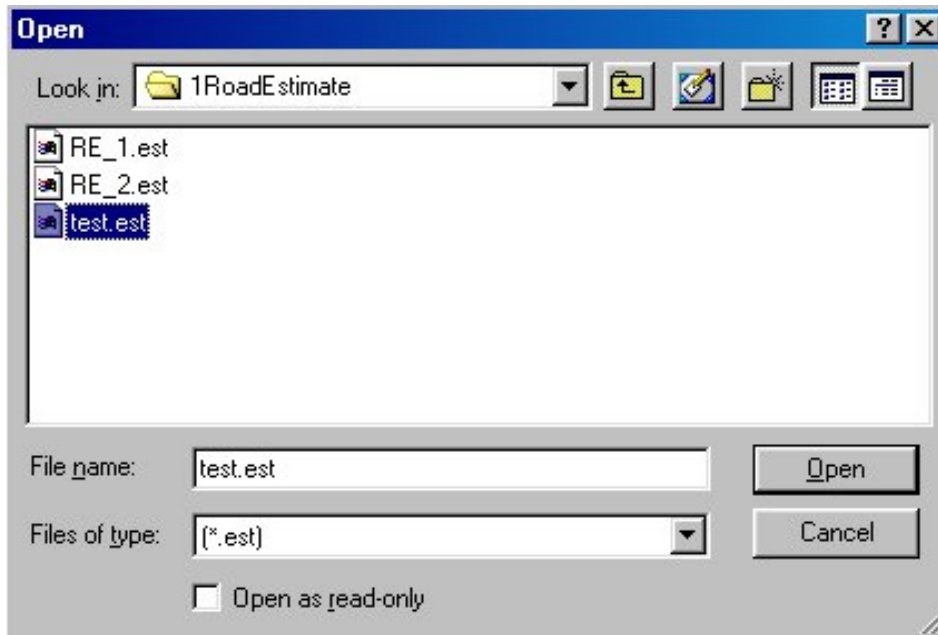 Open
Look in: 1RoadEstimate
RE_1.est
RE_2.est
test.est
File name: test.est Open
Files of type: (*.est) Cancel
Open as read-only